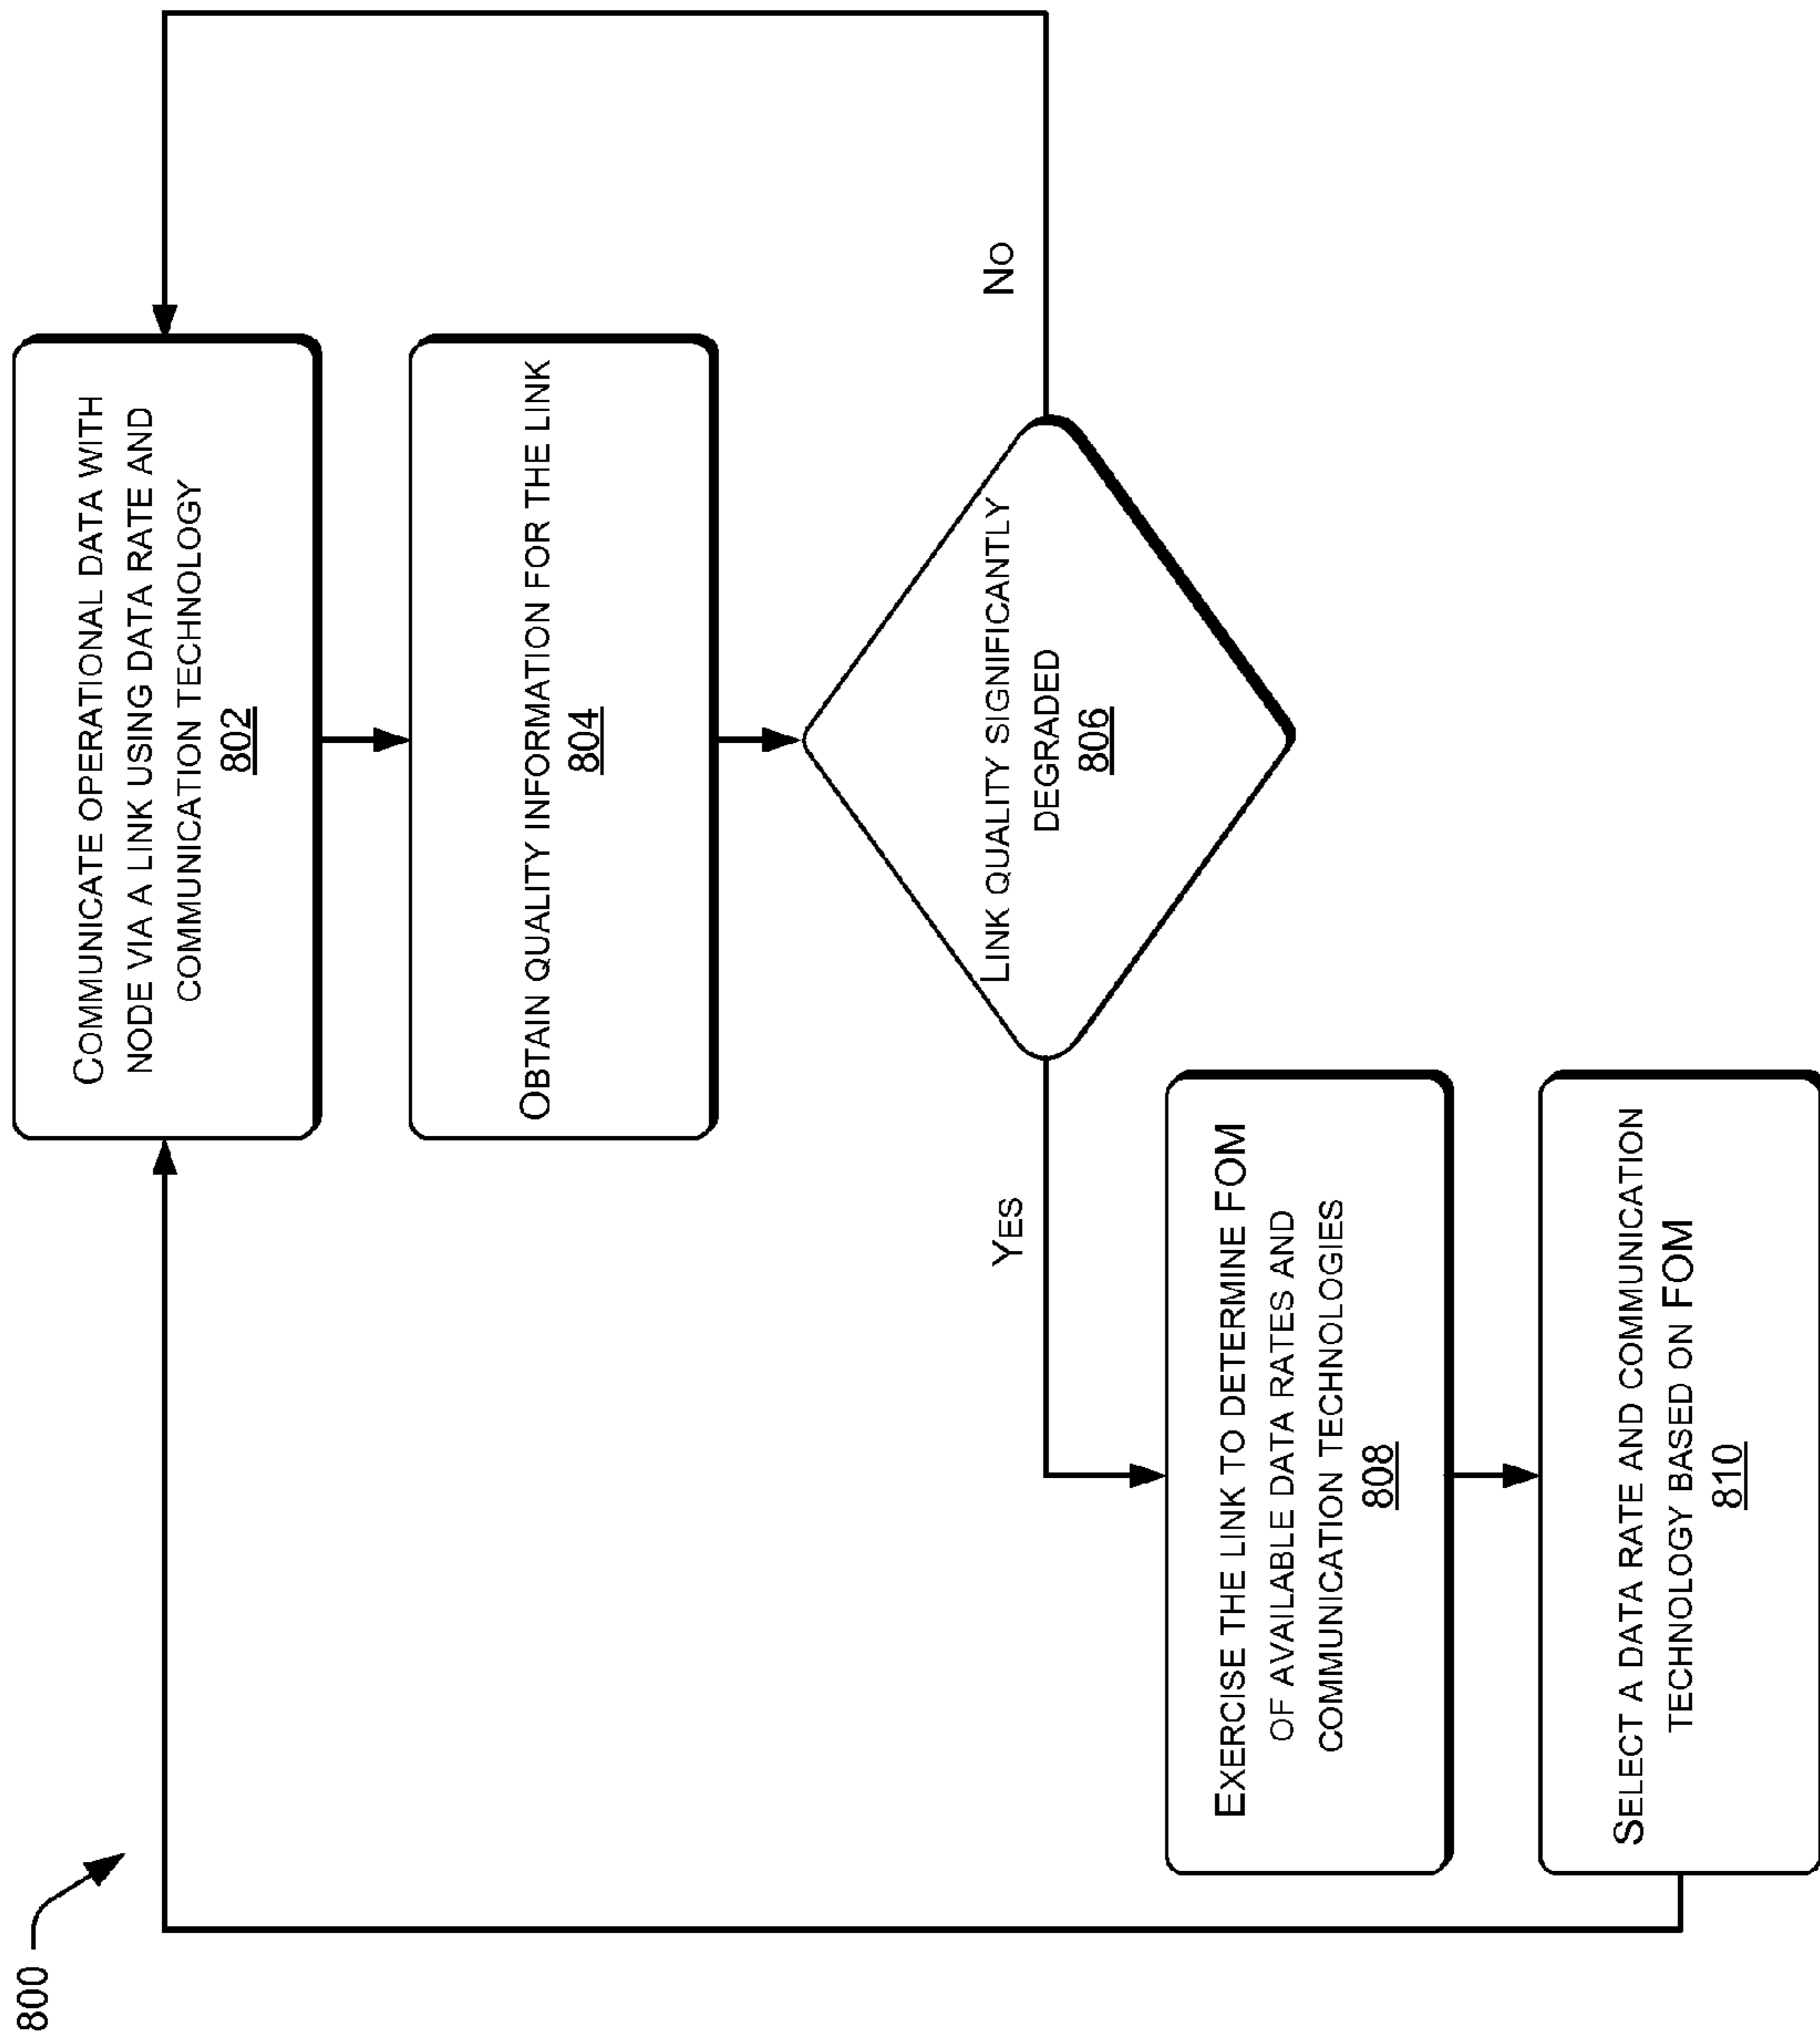 800
COMMUNICATE OPERATIONAL DATA WITH
NODE VIA A LINK USING DATA RATE AND
COMMUNICATION TECHNOLOGY
802
OBTAIN QUALITY INFORMATION FOR THE LINK
804
LINK QUALITY SIGNIFICANTLY
DEGRADED
806
YES
NO
EXERCISE THE LINK TO DETERMINE FOM
OF AVAILABLE DATA RATES AND
COMMUNICATION TECHNOLOGIES
808
SELECT A DATA RATE AND COMMUNICATION
TECHNOLOGY BASED ON FOM
810